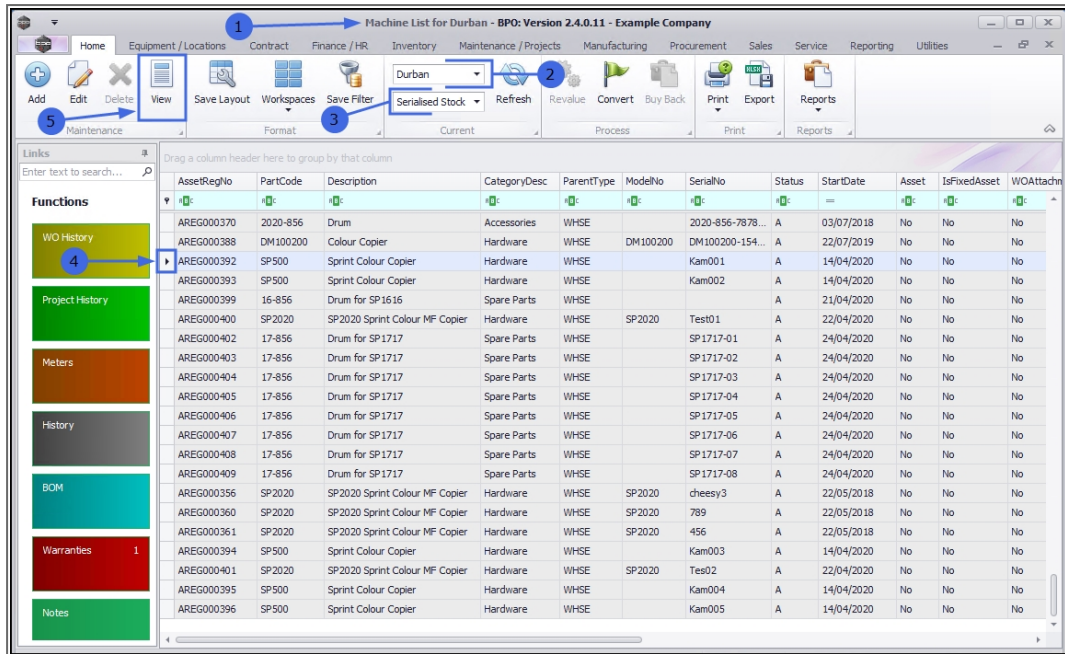 Machine List for Durban - BPO: Version 2.4.0.11 - Example Company
1
Home Equipment / Locations Contract Finance / HR Inventory Maintenance / Projects Manufacturing Procurement Sales Service Reporting Utilities
Add Edit Delete View Save Layout Workspaces Save Filter Durban Serialised Stock Refresh Revalue Convert Buy Back Print Export Reports
2
3
5
Maintenance Format Current Process Print Reports
Links
Enter text to search...
Drag a column header here to group by that column
Functions
WO History
4
Project History
Meters
History
BOM
Warranties 1
Notes
AssetRegNo PartCode Description CategoryDesc ParentType ModelNo SerialNo Status StartDate Asset IsFixedAsset WOAttachm
AREG000370 2020-856 Drum Accessories WHSE 2020-856-7878... A 03/07/2018 No No No
AREG000388 DM100200 Colour Copier Hardware WHSE DM100200 DM100200-154... A 22/07/2019 No No No
AREG000392 SP500 Sprint Colour Copier Hardware WHSE Kam001 A 14/04/2020 No No No
AREG000393 SP500 Sprint Colour Copier Hardware WHSE Kam002 A 14/04/2020 No No No
AREG000399 16-856 Drum for SP1616 Spare Parts WHSE A 21/04/2020 No No No
AREG000400 SP2020 SP2020 Sprint Colour MF Copier Hardware WHSE SP2020 Test01 A 22/04/2020 No No No
AREG000402 17-856 Drum for SP1717 Spare Parts WHSE SP1717-01 A 24/04/2020 No No No
AREG000403 17-856 Drum for SP1717 Spare Parts WHSE SP1717-02 A 24/04/2020 No No No
AREG000404 17-856 Drum for SP1717 Spare Parts WHSE SP1717-03 A 24/04/2020 No No No
AREG000405 17-856 Drum for SP1717 Spare Parts WHSE SP1717-04 A 24/04/2020 No No No
AREG000406 17-856 Drum for SP1717 Spare Parts WHSE SP1717-05 A 24/04/2020 No No No
AREG000407 17-856 Drum for SP1717 Spare Parts WHSE SP1717-06 A 24/04/2020 No No No
AREG000408 17-856 Drum for SP1717 Spare Parts WHSE SP1717-07 A 24/04/2020 No No No
AREG000409 17-856 Drum for SP1717 Spare Parts WHSE SP1717-08 A 24/04/2020 No No No
AREG000356 SP2020 SP2020 Sprint Colour MF Copier Hardware WHSE SP2020 cheesy3 A 22/05/2018 No No No
AREG000360 SP2020 SP2020 Sprint Colour MF Copier Hardware WHSE SP2020 789 A 22/05/2018 No No No
AREG000361 SP2020 SP2020 Sprint Colour MF Copier Hardware WHSE SP2020 456 A 22/05/2018 No No No
AREG000394 SP500 Sprint Colour Copier Hardware WHSE Kam003 A 14/04/2020 No No No
AREG000401 SP2020 SP2020 Sprint Colour MF Copier Hardware WHSE SP2020 Tes02 A 22/04/2020 No No No
AREG000395 SP500 Sprint Colour Copier Hardware WHSE Kam004 A 14/04/2020 No No No
AREG000396 SP500 Sprint Colour Copier Hardware WHSE Kam005 A 14/04/2020 No No No